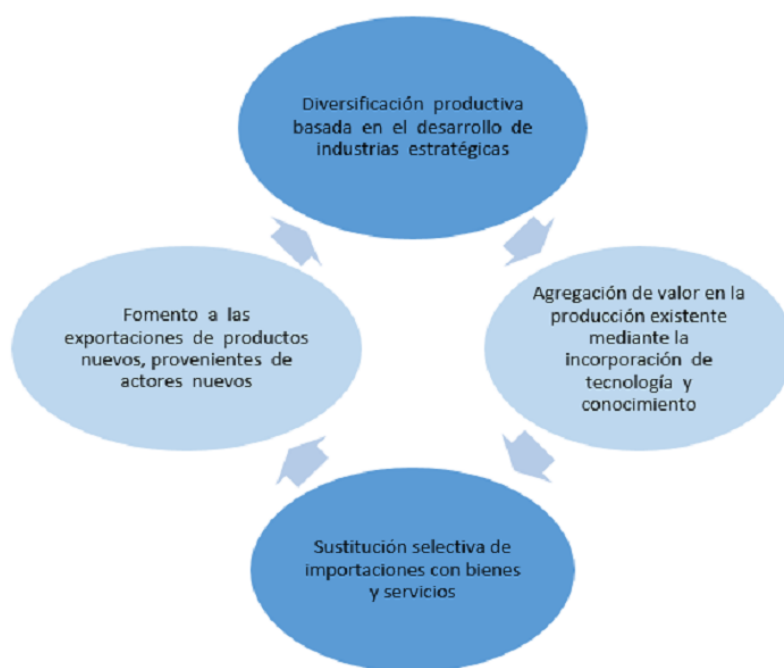 Diversificación productiva
basada en el desarrollo de
industrias estratégicas
Agregación de valor en la
producción existente
mediante la
incorporación de
tecnología y
conocimiento
Sustitución selectiva de
importaciones con bienes
y servicios
Fomento a las
exportaciones de productos
nuevos, provenientes de
actores nuevos